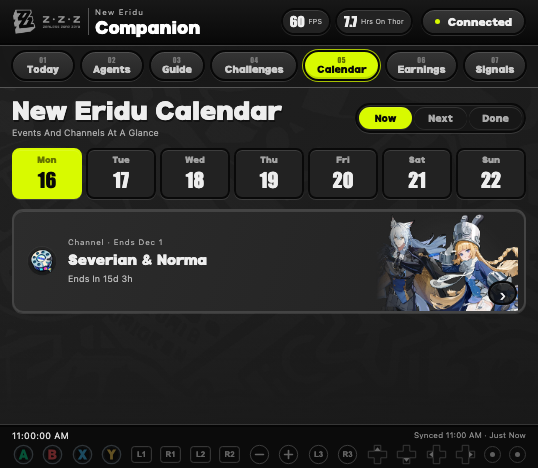 Z·Z·Z
New Eridu
Companion
60 FPS
7.7 Hrs On Thor
Connected
01 Today
02 Agents
03 Guide
04 Challenges
05 Calendar
06 Earnings
07 Signals
New Eridu Calendar
Events And Channels At A Glance
Now Next Done
Mon 16
Tue 17
Wed 18
Thu 19
Fri 20
Sat 21
Sun 22
Channel · Ends Dec 1
Severian & Norma
Ends In 15d 3h
›
11:00:00 AM
Synced 11:00 AM · Just Now
A B X Y L1 R1 L2 R2 − + L3 R3